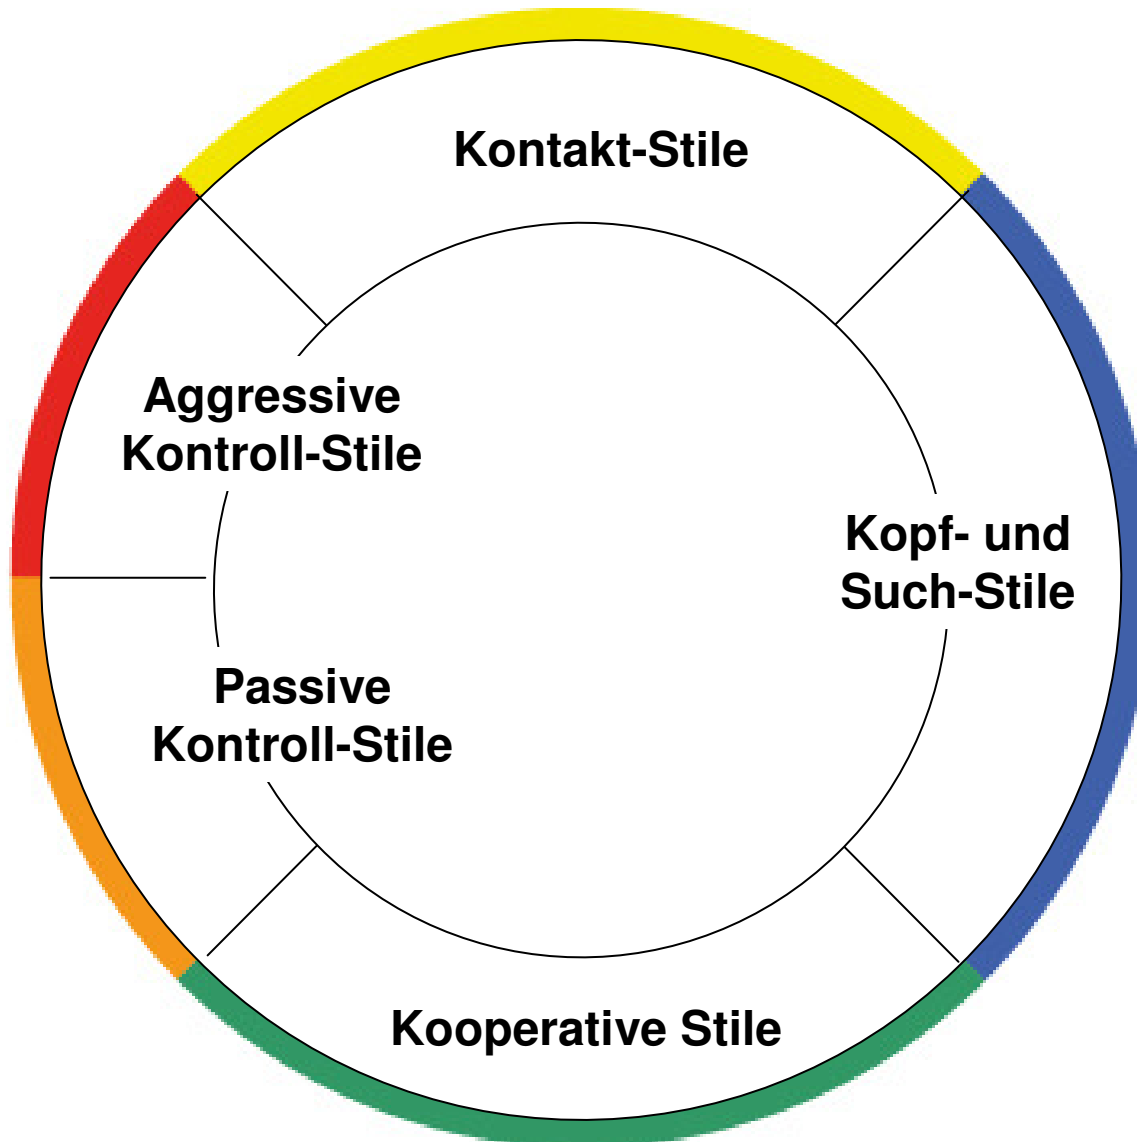 Kontakt-Stile
Aggressive
Kontroll-Stile
Kopf- und
Such-Stile
Passive
Kontroll-Stile
Kooperative Stile